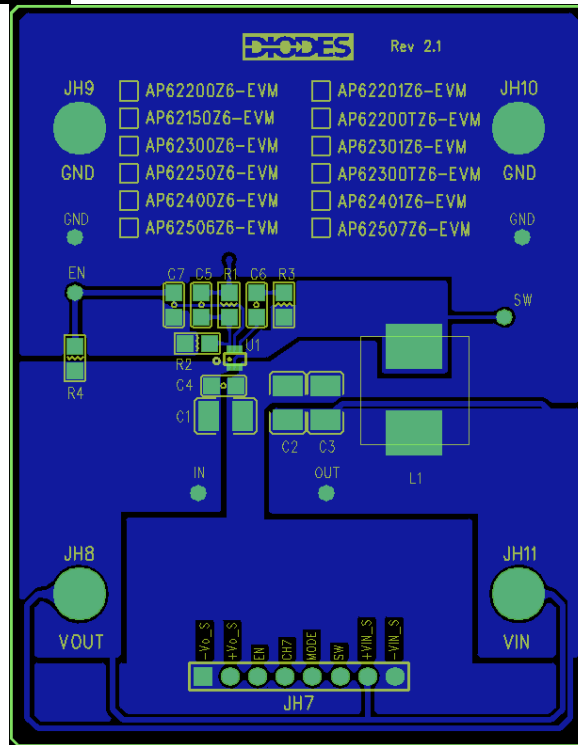 DIODES Rev 2.1
JH9 AP62200Z6-EVM AP62201Z6-EVM JH10
AP62150Z6-EVM AP62200TZ6-EVM
AP62300Z6-EVM AP62301Z6-EVM
GND AP62250Z6-EVM AP62300TZ6-EVM GND
AP62400Z6-EVM AP62401Z6-EVM
GND AP62506Z6-EVM AP62507Z6-EVM GND
EN C7 C5 R1 C6 R3
SW
U1
R2
R4 C4
C1
C2 C3
IN OUT L1
JH8 JH11
VOUT VIN
-Vo_S +Vo_S EN CH7 MODE SW +VIN_S -VIN_S
JH7